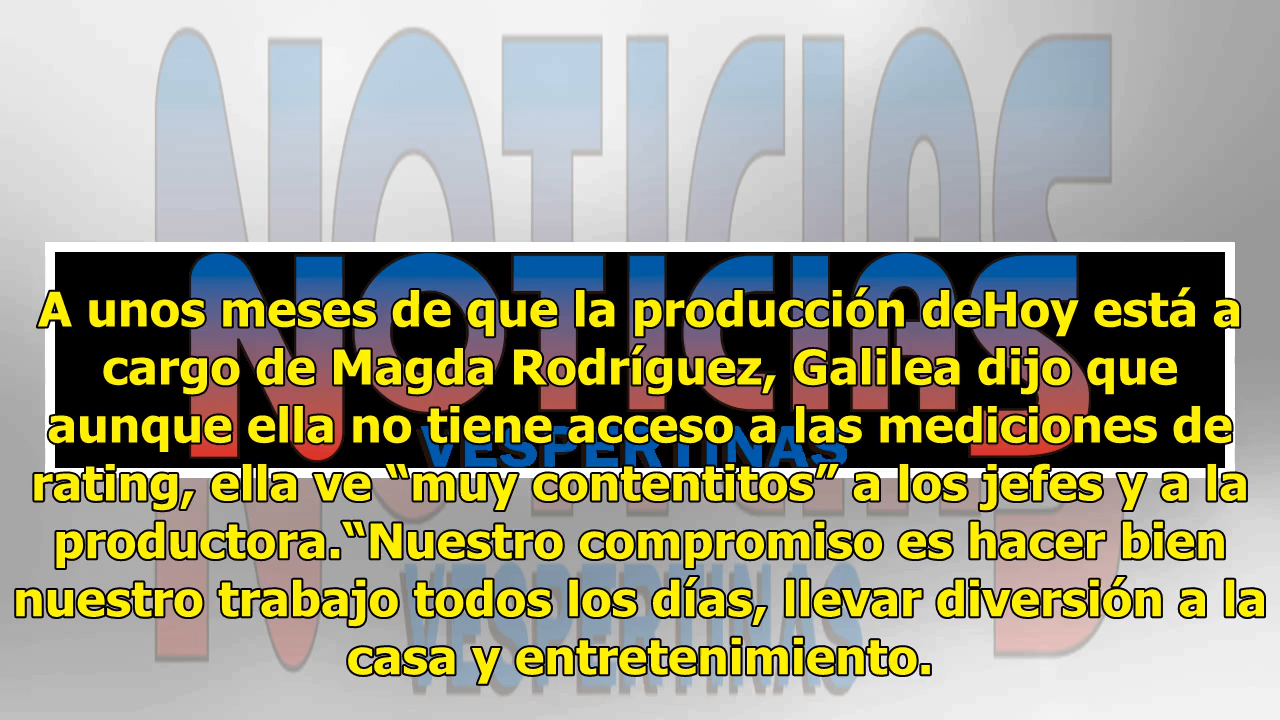 NOTICIAS
A unos meses de que la producción deHoy está a
cargo de Magda Rodríguez, Galilea dijo que
aunque ella no tiene acceso a las mediciones de
VESPERTINAS
rating, ella ve “muy contentitos” a los jefes y a la
productora.“Nuestro compromiso es hacer bien
nuestro trabajo todos los días, llevar diversión a la
casa y entretenimiento.
NOTICIAS
VESPERTINAS